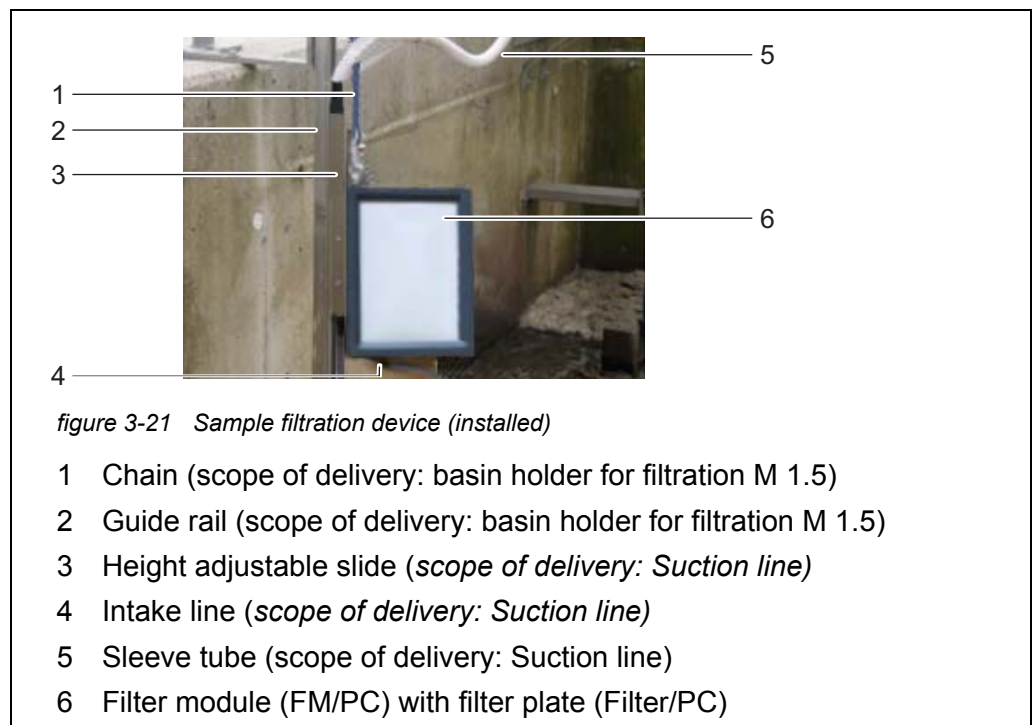 5
1
2
3
6
4
figure 3-21 Sample filtration device (installed)
1 Chain (scope of delivery: basin holder for filtration M 1.5)
2 Guide rail (scope of delivery: basin holder for filtration M 1.5)
3 Height adjustable slide (scope of delivery: Suction line)
4 Intake line (scope of delivery: Suction line)
5 Sleeve tube (scope of delivery: Suction line)
6 Filter module (FM/PC) with filter plate (Filter/PC)